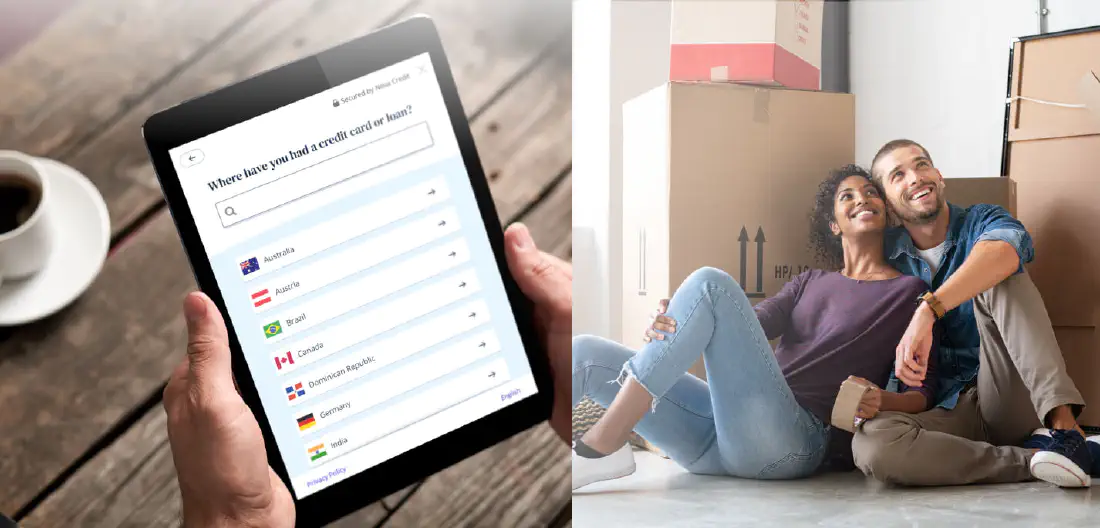 Secured by Nova Credit
Where have you had a credit card or loan?
Australia
Austria
Brazil
Canada
Dominican Republic
Germany
India
English
Privacy Policy
HPA